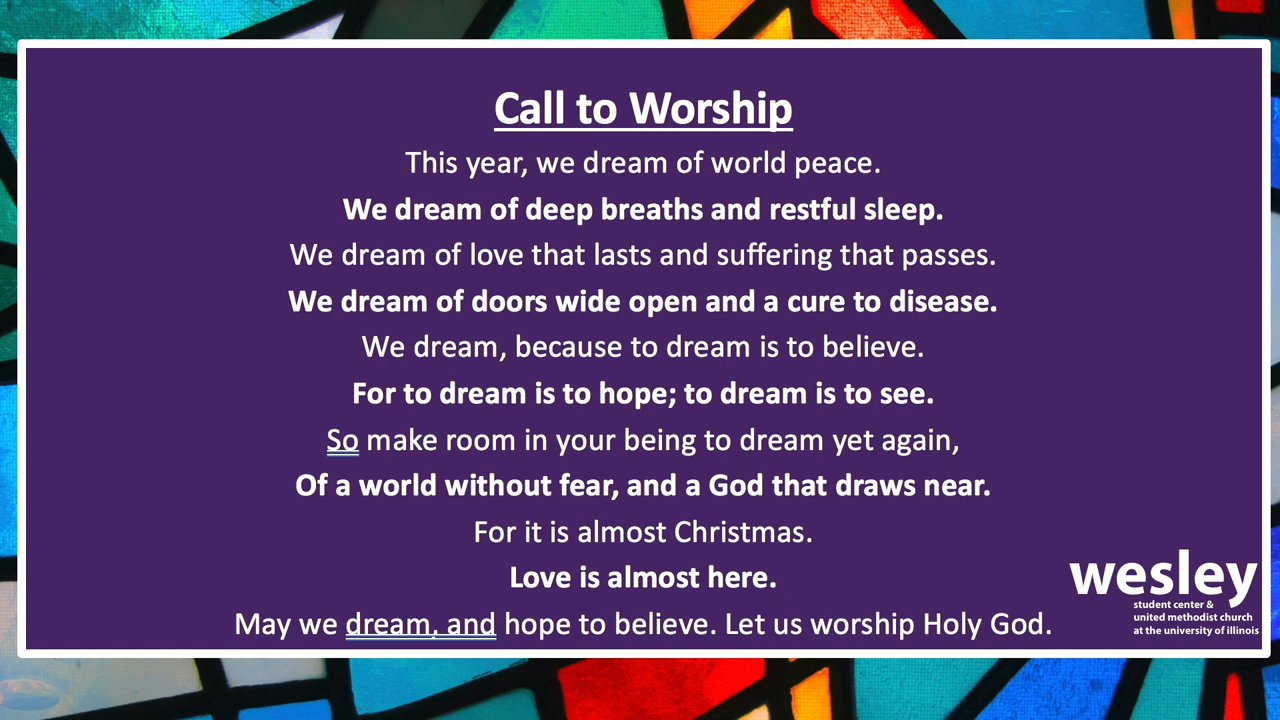 Call to Worship
This year, we dream of world peace.
We dream of deep breaths and restful sleep.
We dream of love that lasts and suffering that passes.
We dream of doors wide open and a cure to disease.
We dream, because to dream is to believe.
For to dream is to hope; to dream is to see.
So make room in your being to dream yet again,
Of a world without fear, and a God that draws near.
For it is almost Christmas.
Love is almost here.
May we dream, and hope to believe. Let us worship Holy God.
wesley
student center &
united methodist church
at the university of illinois